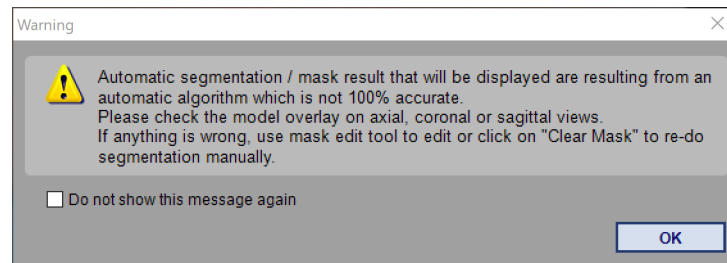 Warning
Automatic segmentation / mask result that will be displayed are resulting from an
automatic algorithm which is not 100% accurate.
Please check the model overlay on axial, coronal or sagittal views.
If anything is wrong, use mask edit tool to edit or click on "Clear Mask" to re-do
segmentation manually.
Do not show this message again
OK